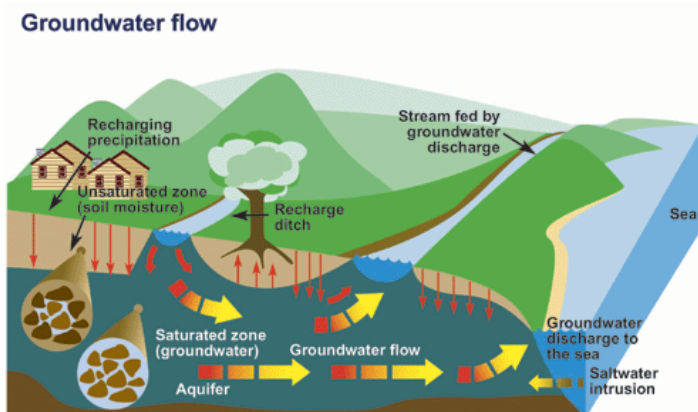 Groundwater flow
Recharging
precipitation
Unsaturated zone
(soil moisture)
Stream fed by
groundwater
discharge
Recharge
ditch
Sea
Saturated zone
(groundwater)
Groundwater flow
Aquifer
Groundwater
discharge to
the sea
Saltwater
intrusion